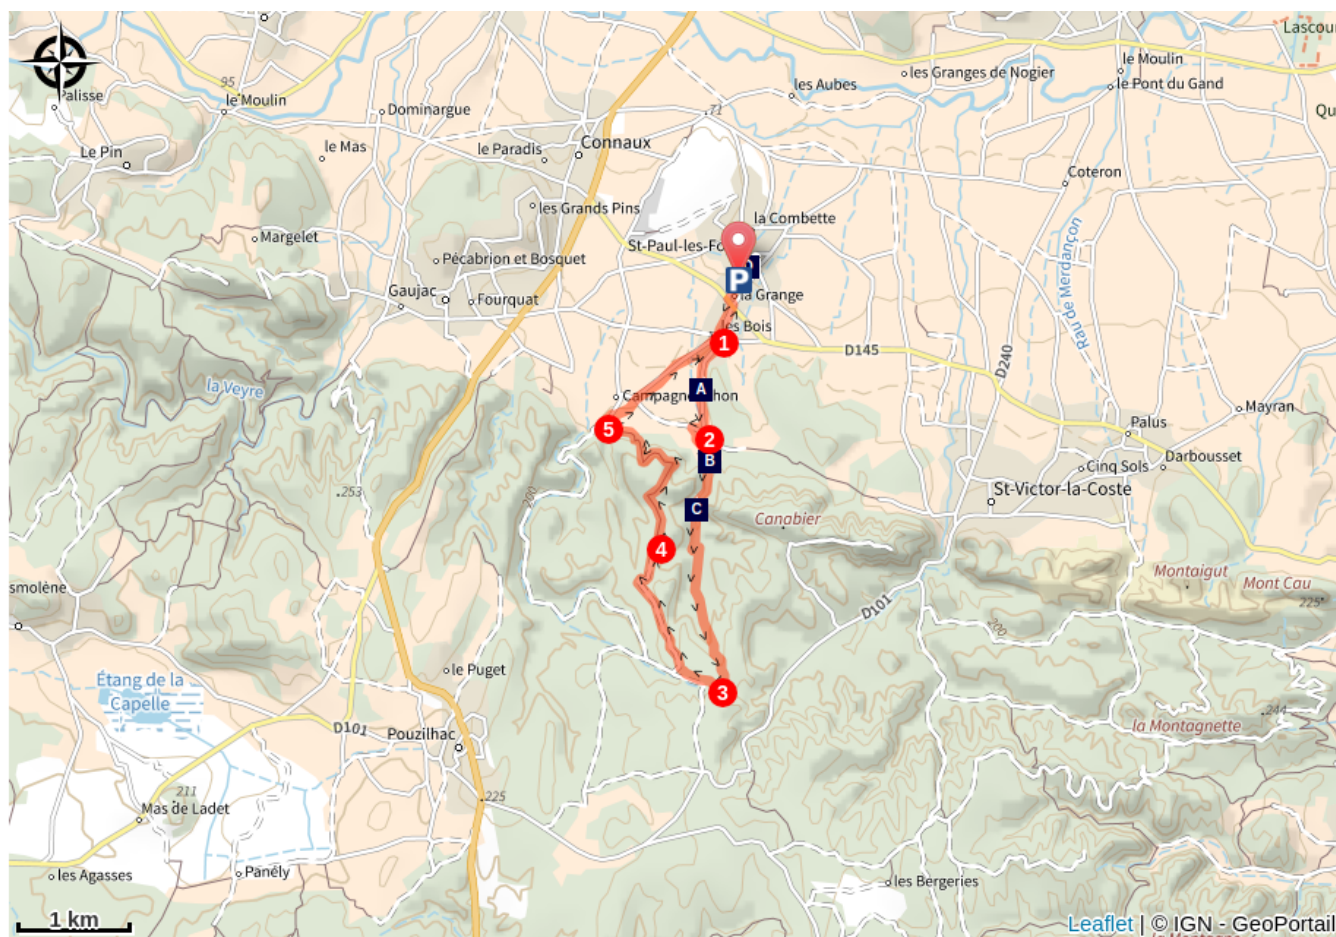 Lascou
les Granges de Nogier
le Moulin
les Aubes
le Pont du Gand
95
Palisse
le Moulin
Dominargue
71
Qu
le Mas
le Paradis
Connaux
Le Pin
Coteron
les Grands Pins
la Combette
Margelet
St-Paul-les-Fo
Pécabrion et Bosquet
Rau de Merdançon
P
Gaujac
Fourquat
la Grange
les Bois
1
D145
D240
la Veyre
A
Campagne
hon
Mayran
5
2
Palus
B
Darbousset
Cinq Sols
253
200
St-Victor-la-Coste
C
Canabier
4
Montaigut
Mont Cau
smolène
D101
225
200
le Puget
Étang de la
Capelle
3
244
la Montagnette
D101
Pouzilhac
211
225
Mas de Ladet
Panély
les Agasses
les Bergeries
1 km
Leaflet | © IGN - GeoPortail